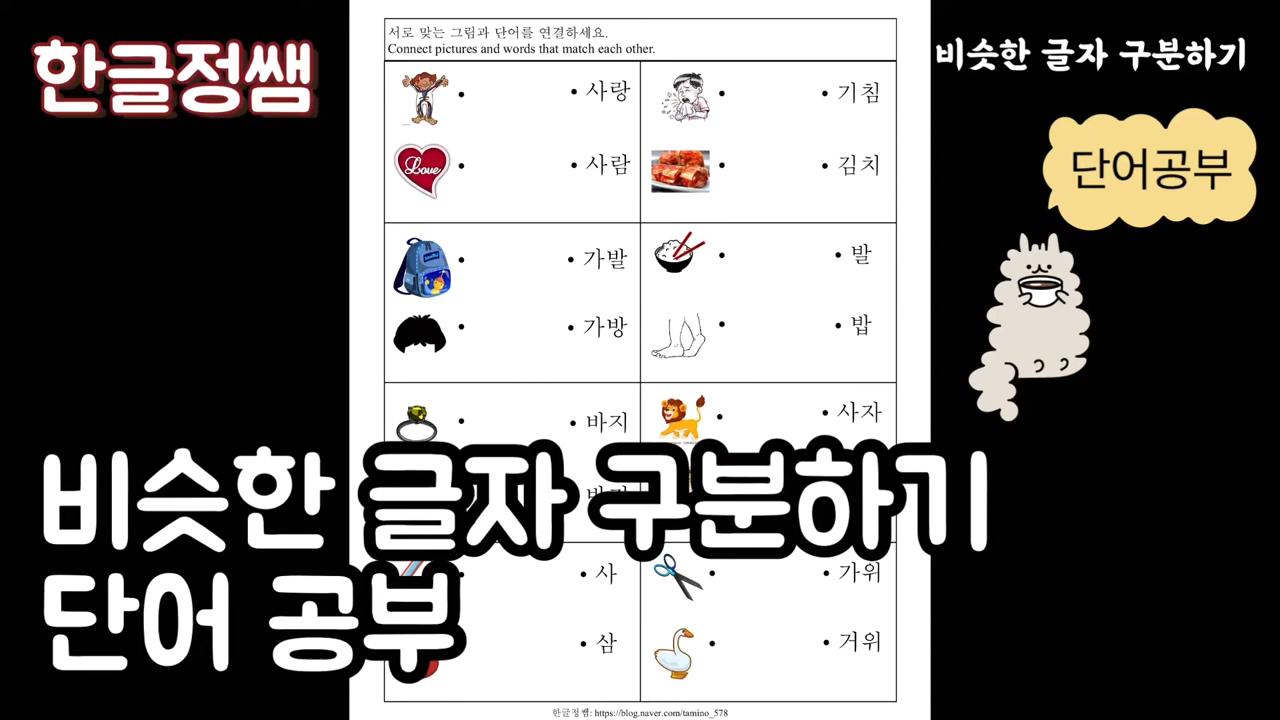 한글정쌤
서로 맞는 그림과 단어를 연결하세요.
Connect pictures and words that match each other.
비슷한 글자 구분하기
단어공부
사랑
기침
Love
사람
김치
가발
발
가방
밥
바지
사자
비슷한 글자 구분하기
사
가위
단어 공부
삼
거위
한글정쌤: https://blog.naver.com/tamino_578